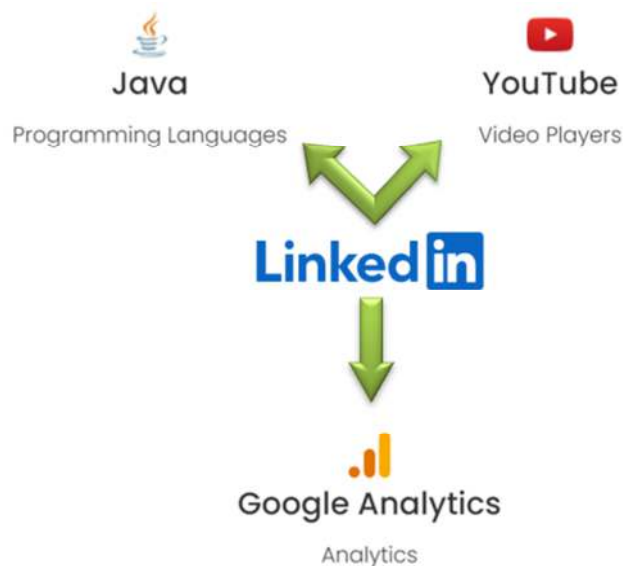 Java
Programming Languages
YouTube
Video Players
Linked in
Google Analytics
Analytics